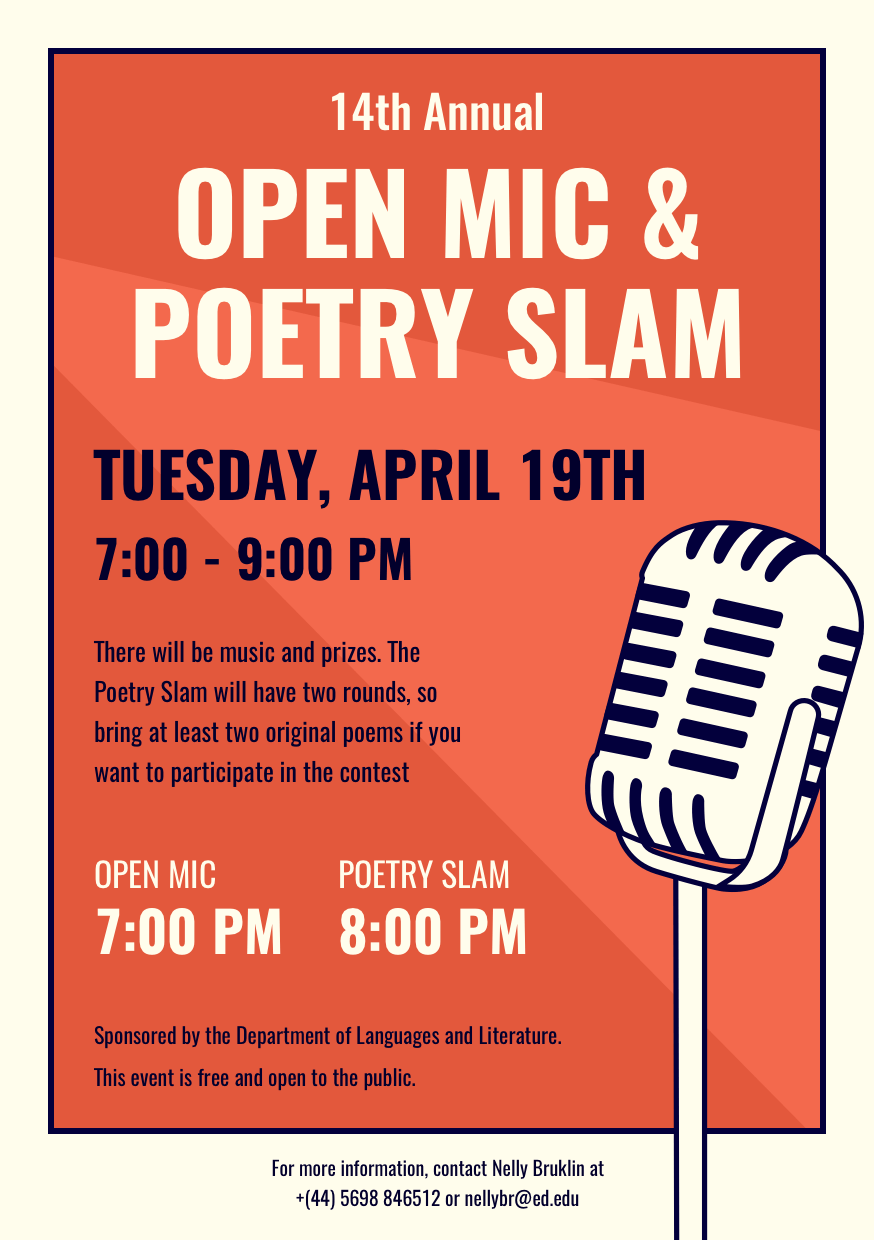 14th Annual
OPEN MIC &
POETRY SLAM
TUESDAY, APRIL 19TH
7:00 - 9:00 PM
There will be music and prizes. The
Poetry Slam will have two rounds, so
bring at least two original poems if you
want to participate in the contest
OPEN MIC
7:00 PM
POETRY SLAM
8:00 PM
Sponsored by the Department of Languages and Literature.
This event is free and open to the public.
For more information, contact Nelly Bruklin at
+(44) 5698 846512 or nellybr@ed.edu